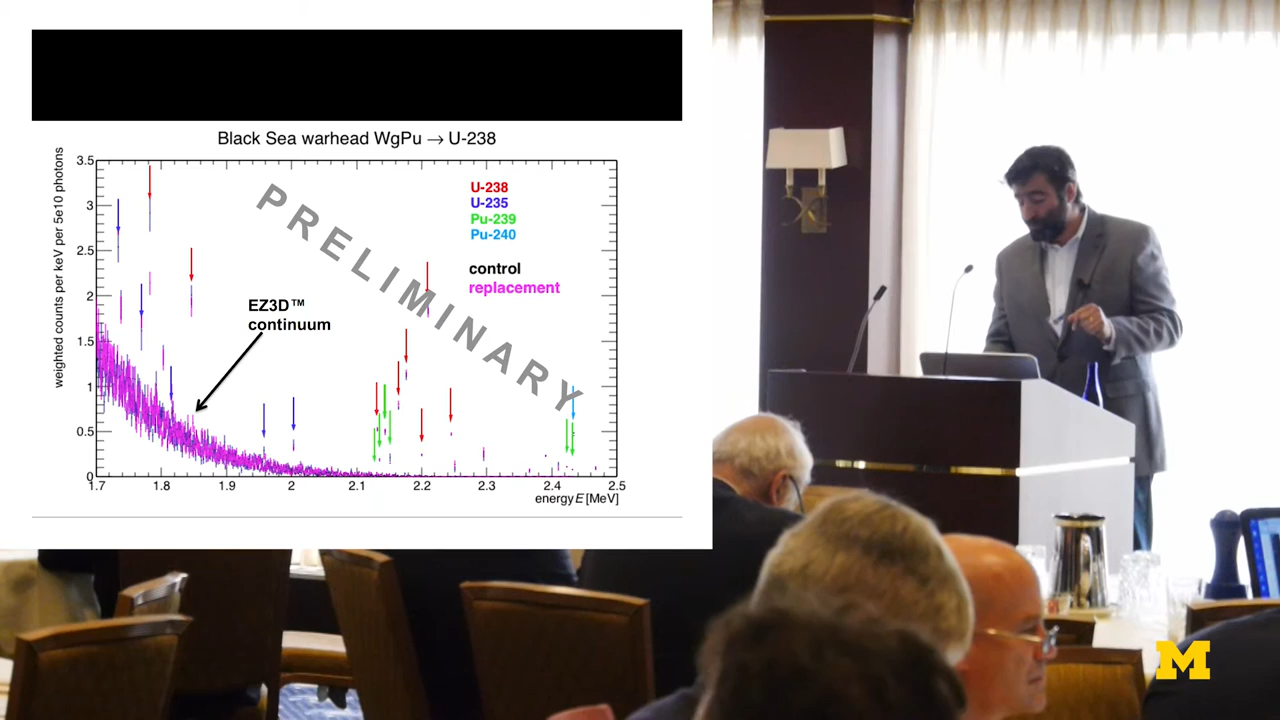 Black Sea warhead WgPu → U-238
weighted counts per keV per 5e10 photons
3.5
3
2.5
2
1.5
1
0.5
0
PRELIMINARY
U-238
U-235
Pu-239
Pu-240
control
replacement
EZ3D™
continuum
1.7 1.8 1.9 2 2.1 2.2 2.3 2.4 2.5
energy E [MeV]
M